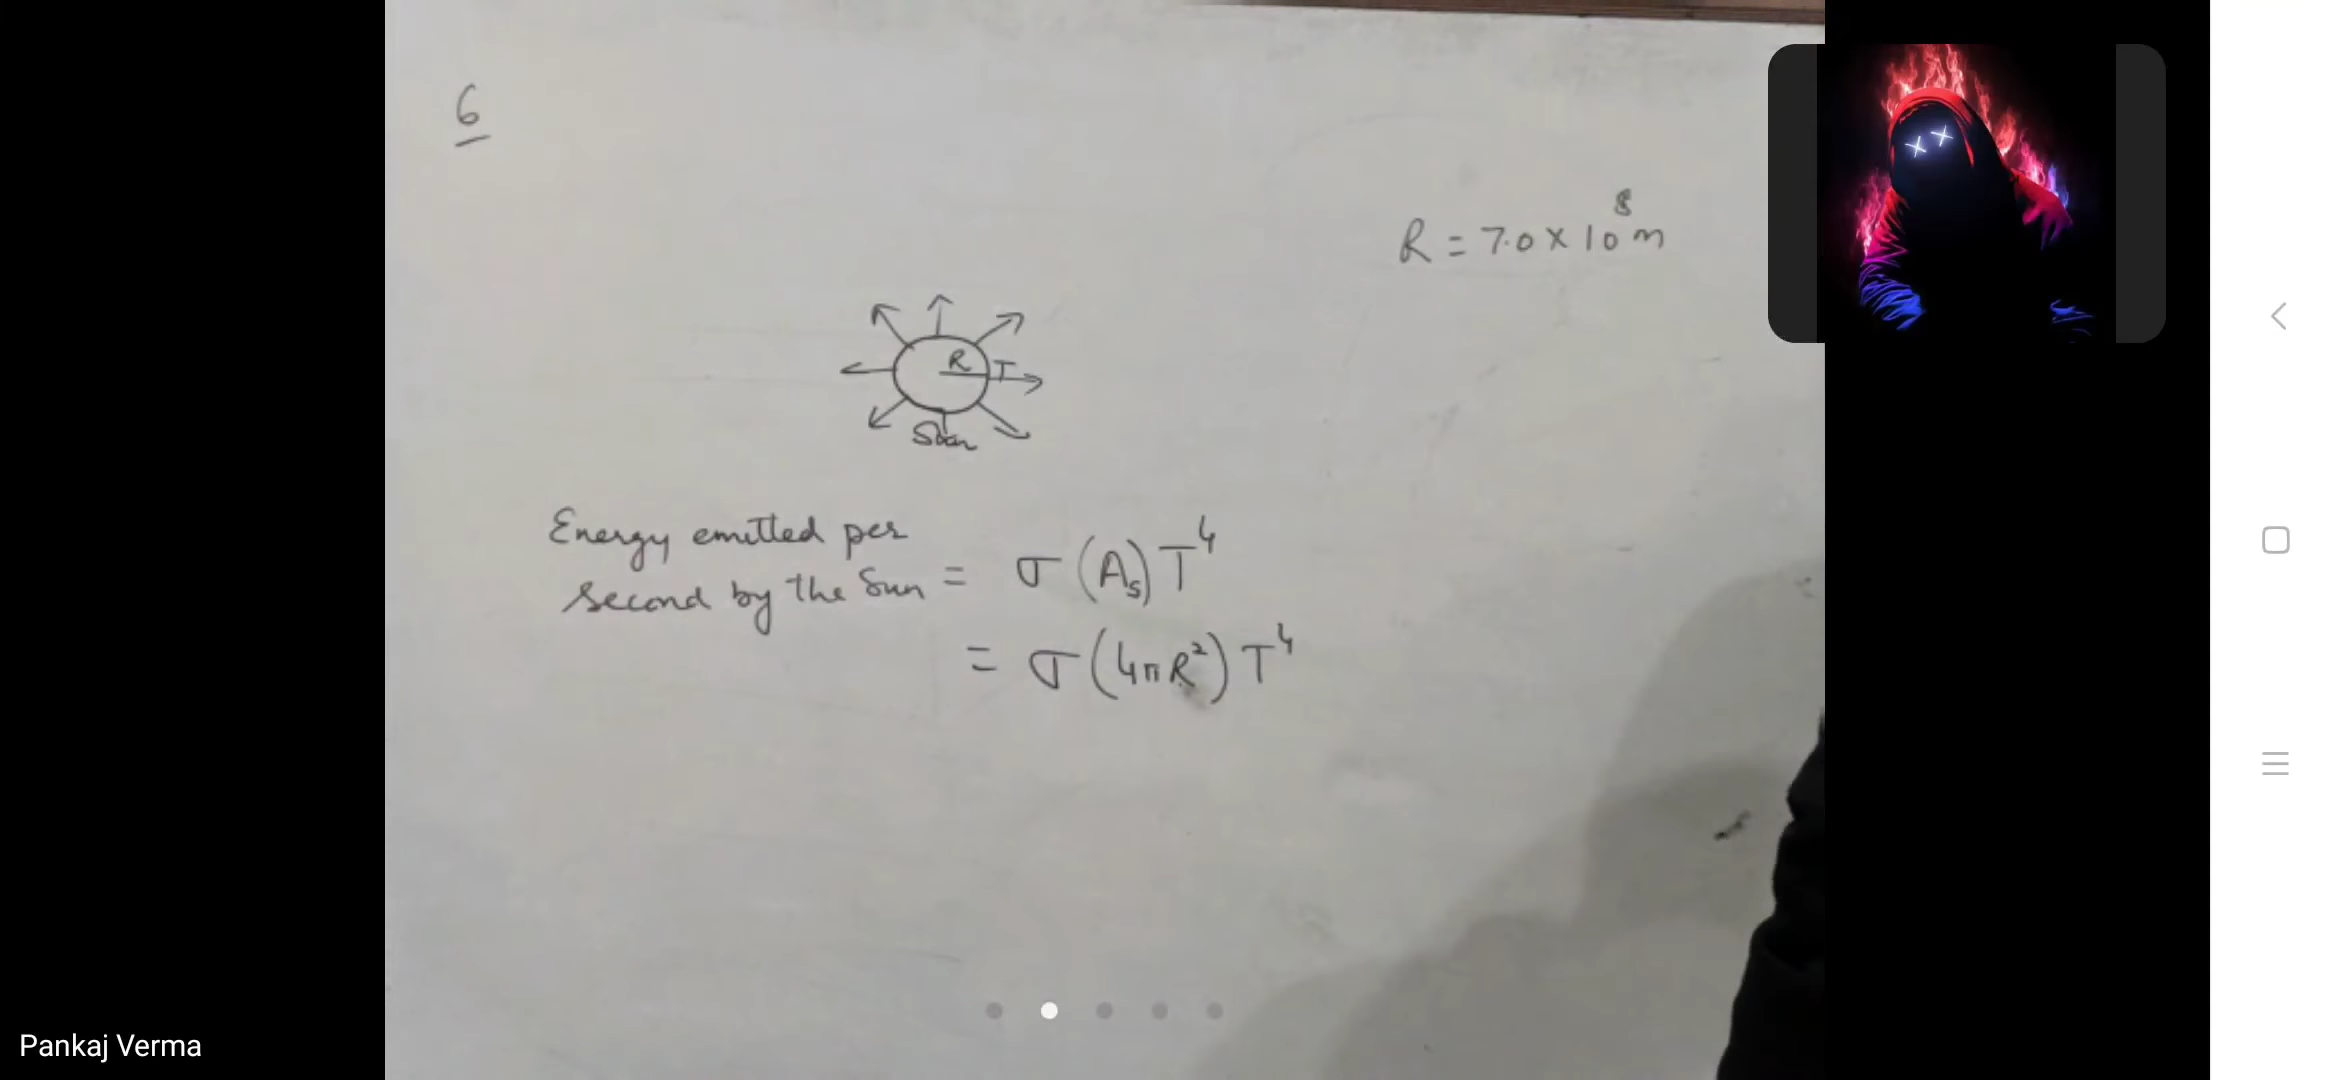 6
R = 7.0 × 10⁸ m
R T
Sun
Energy emitted per
second by the Sun = σ(Aₛ)T⁴
= σ(4πR²)T⁴
Pankaj Verma